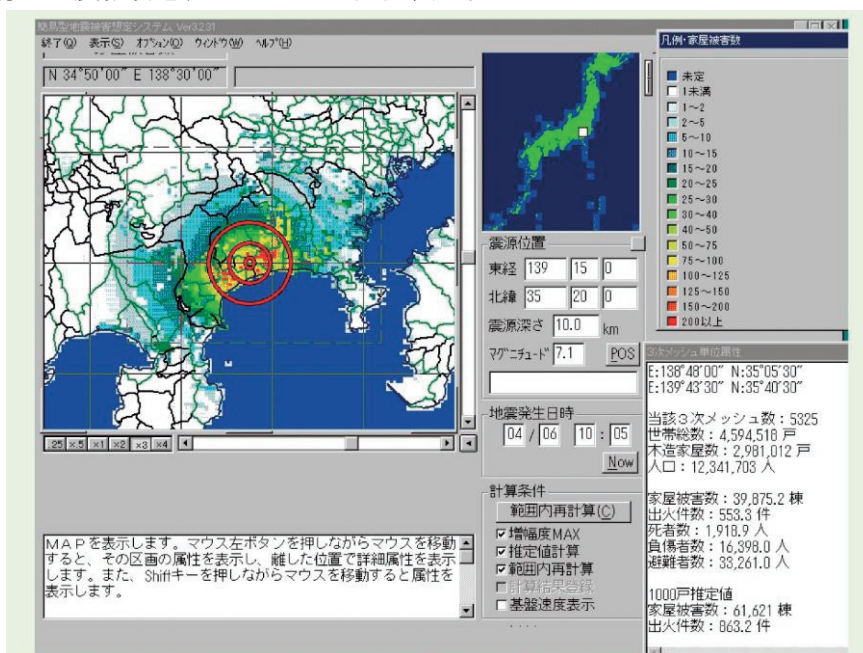 簡易型地震被害想定システム Ver3.2.31
終了(Q) 表示(S) オプション(O) ウィンドウ(W) ヘルプ(H)
N 34°50'00" E 138°30'00"
.25 x.5 x1 x2 x3 x4
MAPを表示します。マウス左ボタンを押しながらマウスを移動
すると、その区画の属性を表示し、離した位置で詳細属性を表示
します。また、Shiftキーを押しながらマウスを移動すると属性を
表示します。
震源位置
東経 139 15 0
北緯 35 20 0
震源深さ 10.0 km
マグニチュード 7.1 POS
地震発生日時
04 / 06 10 : 05
Now
計算条件
範囲内再計算(C)
増幅度MAX
推定値計算
範囲内再計算
計算結果登録
基盤速度表示
凡例・家屋被害数
未定
1未満
1〜2
2〜5
5〜10
10〜15
15〜20
20〜25
25〜30
30〜40
40〜50
50〜75
75〜100
100〜125
125〜150
150〜200
200以上
3次メッシュ単位属性
E:138°48'00" N:35°05'30"
E:139°43'30" N:35°40'30"
当該3次メッシュ数:5325
世帯総数:4,594,518 戸
木造家屋数:2,981,012 戸
人口:12,341,703 人
家屋被害数:39,875.2 棟
出火件数:553.3 件
死者数:1,918.9 人
負傷者数:16,398.0 人
避難者数:33,261.0 人
1000戸推定値
家屋被害数:61,621 棟
出火件数:863.2 件